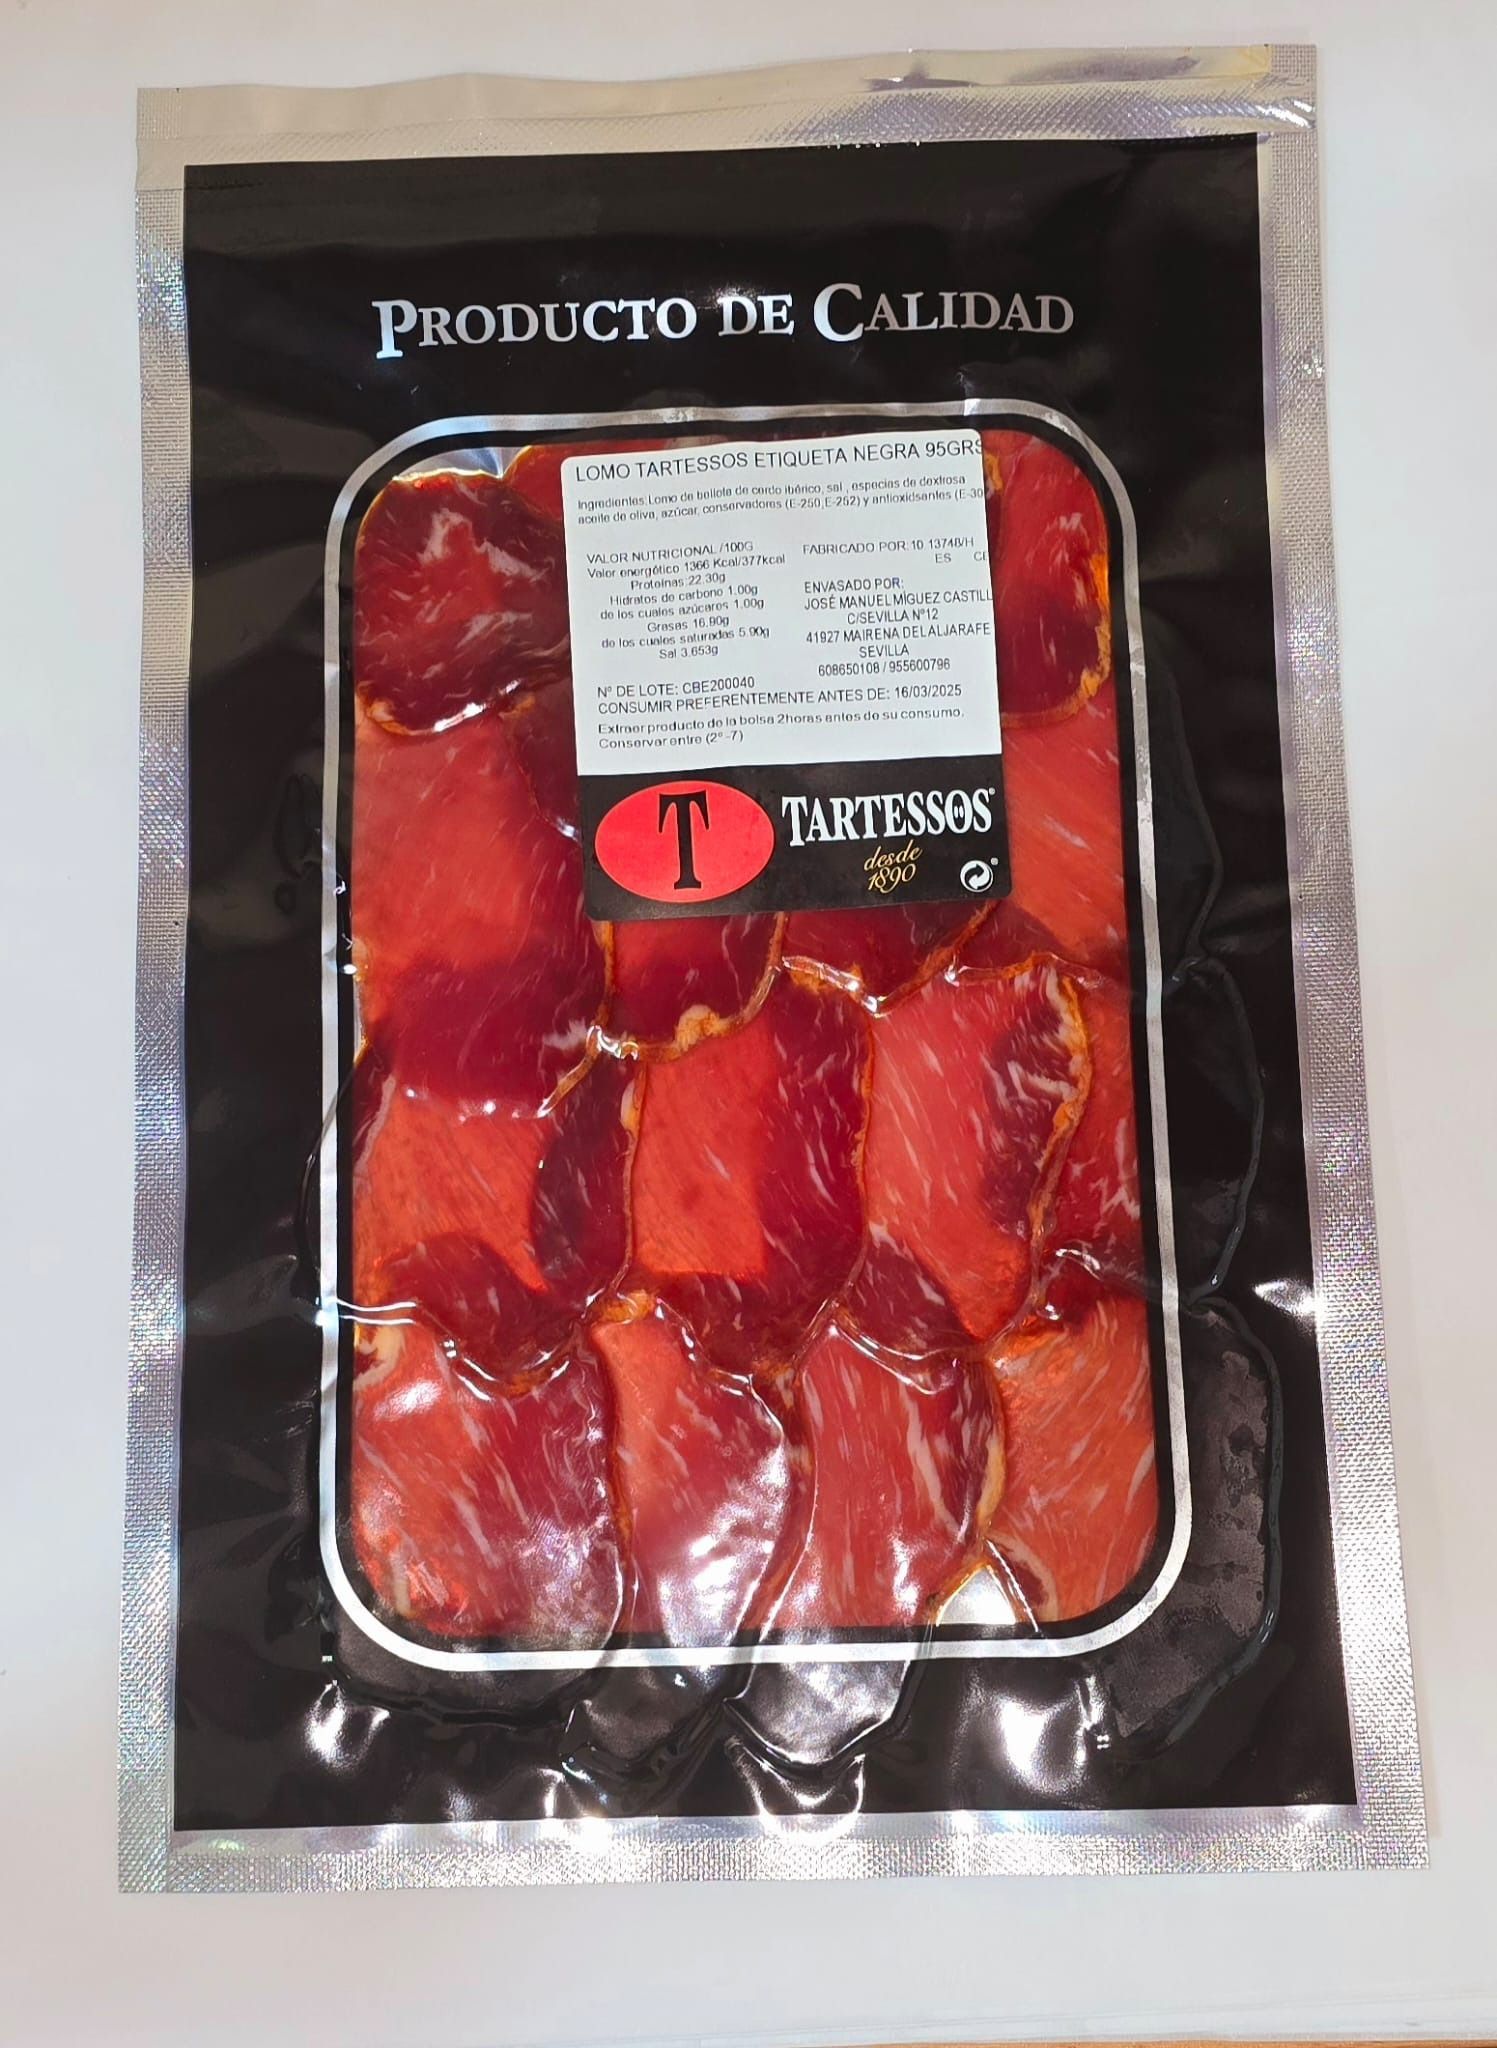 PRODUCTO DE CALIDAD
LOMO TARTESSOS ETIQUETA NEGRA 95GRS
Ingredientes:Lomo de bellota de cerdo ibérico, sal , especias de dextrosa
aceite de oliva, azúcar, conservadores (E-250,E-252) y antioxidsantes (E-30
VALOR NUTRICIONAL /100G
Valor energético 1366 Kcal/377kcal
Proteínas:22.30g
Hidratos de carbono 1.00g
de los cuales azúcares 1.00g
Grasas 16.90g
de los cuales saturadas 5.90g
Sal 3.653g
FABRICADO POR:10 13748/H
ES CE
ENVASADO POR:
JOSÉ MANUEL MÍGUEZ CASTILL
C/SEVILLA Nº12
41927 MAIRENA DEL ALJARAFE
SEVILLA
608650108 / 955600796
Nº DE LOTE: CBE200040
CONSUMIR PREFERENTEMENTE ANTES DE: 16/03/2025
Extraer producto de la bolsa 2horas antes de su consumo.
Conservar entre (2º -7)
T
TARTESSOS
desde
1890